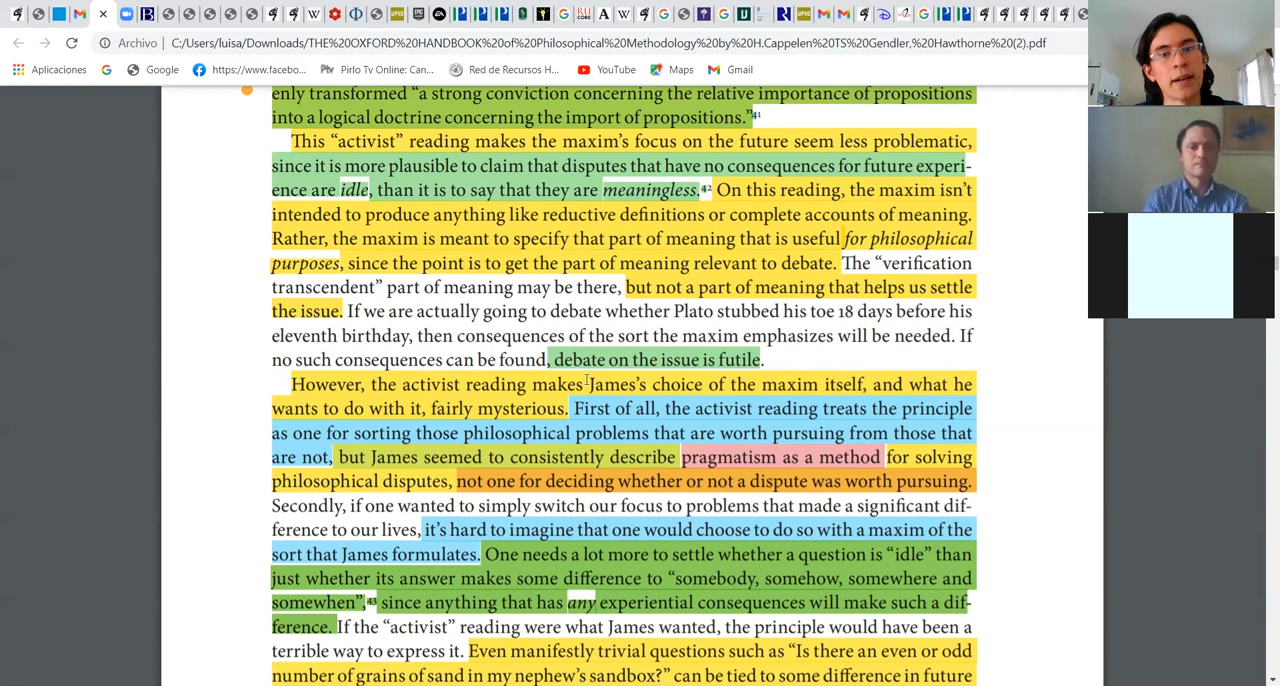 Archivo
C:/Users/luisa/Downloads/THE%20OXFORD%20HANDBOOK%20of%20Philosophical%20Methodology%20by%20H.Cappelen%20TS%20Gendler,%20Hawthorne%20(2).pdf
Aplicaciones
Google
https://www.facebo...
Pirlo Tv Online: Can...
Red de Recursos H...
YouTube
Maps
Gmail
enly transformed “a strong conviction concerning the relative importance of propositions
into a logical doctrine concerning the import of propositions.”41
This “activist” reading makes the maxim’s focus on the future seem less problematic,
since it is more plausible to claim that disputes that have no consequences for future experi-
ence are idle, than it is to say that they are meaningless.42 On this reading, the maxim isn’t
intended to produce anything like reductive definitions or complete accounts of meaning.
Rather, the maxim is meant to specify that part of meaning that is useful for philosophical
purposes, since the point is to get the part of meaning relevant to debate. The “verification
transcendent” part of meaning may be there, but not a part of meaning that helps us settle
the issue. If we are actually going to debate whether Plato stubbed his toe 18 days before his
eleventh birthday, then consequences of the sort the maxim emphasizes will be needed. If
no such consequences can be found, debate on the issue is futile.
However, the activist reading makes James’s choice of the maxim itself, and what he
wants to do with it, fairly mysterious. First of all, the activist reading treats the principle
as one for sorting those philosophical problems that are worth pursuing from those that
are not, but James seemed to consistently describe pragmatism as a method for solving
philosophical disputes, not one for deciding whether or not a dispute was worth pursuing.
Secondly, if one wanted to simply switch our focus to problems that made a significant dif-
ference to our lives, it’s hard to imagine that one would choose to do so with a maxim of the
sort that James formulates. One needs a lot more to settle whether a question is “idle” than
just whether its answer makes some difference to “somebody, somehow, somewhere and
somewhen”,43 since anything that has any experiential consequences will make such a dif-
ference. If the “activist” reading were what James wanted, the principle would have been a
terrible way to express it. Even manifestly trivial questions such as “Is there an even or odd
number of grains of sand in my nephew’s sandbox?” can be tied to some difference in future